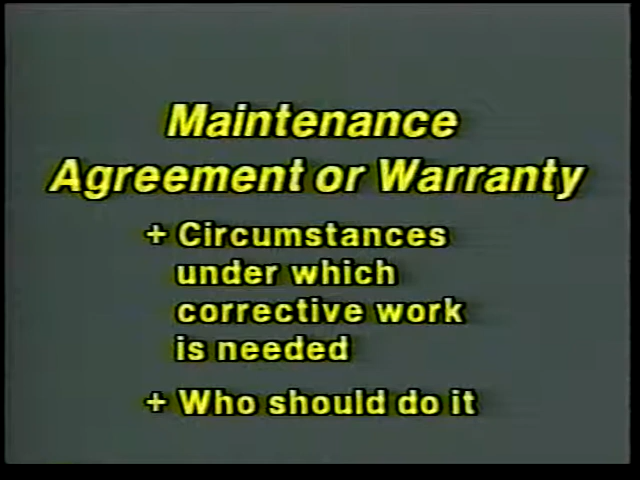 Maintenance
Agreement or Warranty
+ Circumstances
under which
corrective work
is needed
+ Who should do it